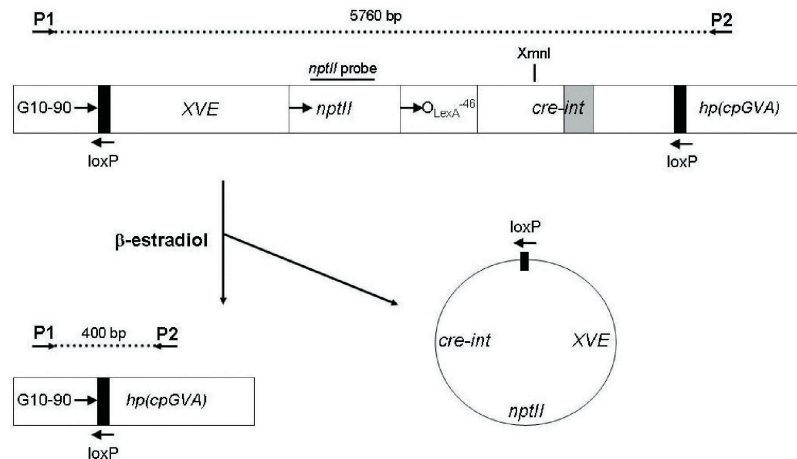 P1 5760 bp P2
nptII probe XmnI
G10-90 XVE nptII OLexA-46 cre-int hp(cpGVA)
loxP loxP
β-estradiol
loxP
P1 400 bp P2
cre-int XVE
G10-90 hp(cpGVA)
nptII
loxP